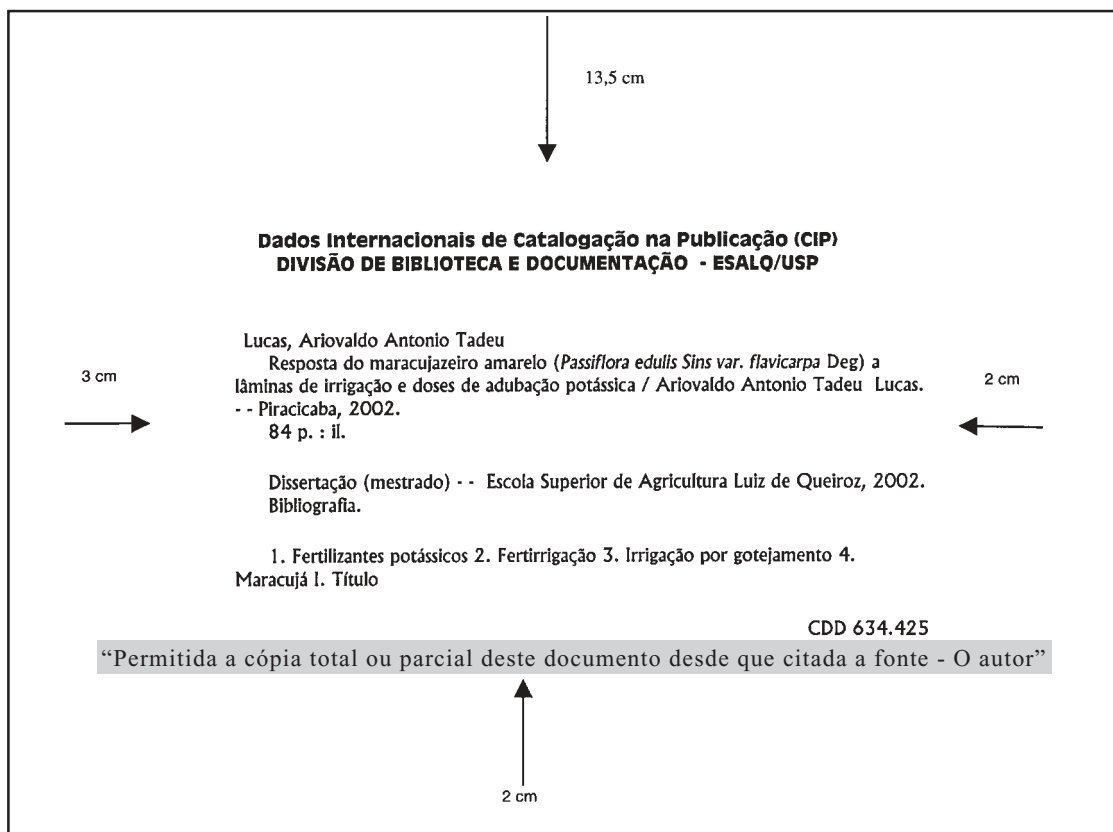 13,5 cm
Dados Internacionais de Catalogação na Publicação (CIP)
DIVISÃO DE BIBLIOTECA E DOCUMENTAÇÃO - ESALQ/USP
Lucas, Ariovaldo Antonio Tadeu
Resposta do maracujazeiro amarelo (Passiflora edulis Sins var. flavicarpa Deg) a
3 cm
2 cm
lâminas de irrigação e doses de adubação potássica / Ariovaldo Antonio Tadeu Lucas.
- - Piracicaba, 2002.
84 p. : il.
Dissertação (mestrado) - - Escola Superior de Agricultura Luiz de Queiroz, 2002.
Bibliografia.
1. Fertilizantes potássicos 2. Fertirrigação 3. Irrigação por gotejamento 4.
Maracujá I. Título
CDD 634.425
“Permitida a cópia total ou parcial deste documento desde que citada a fonte - O autor”
2 cm